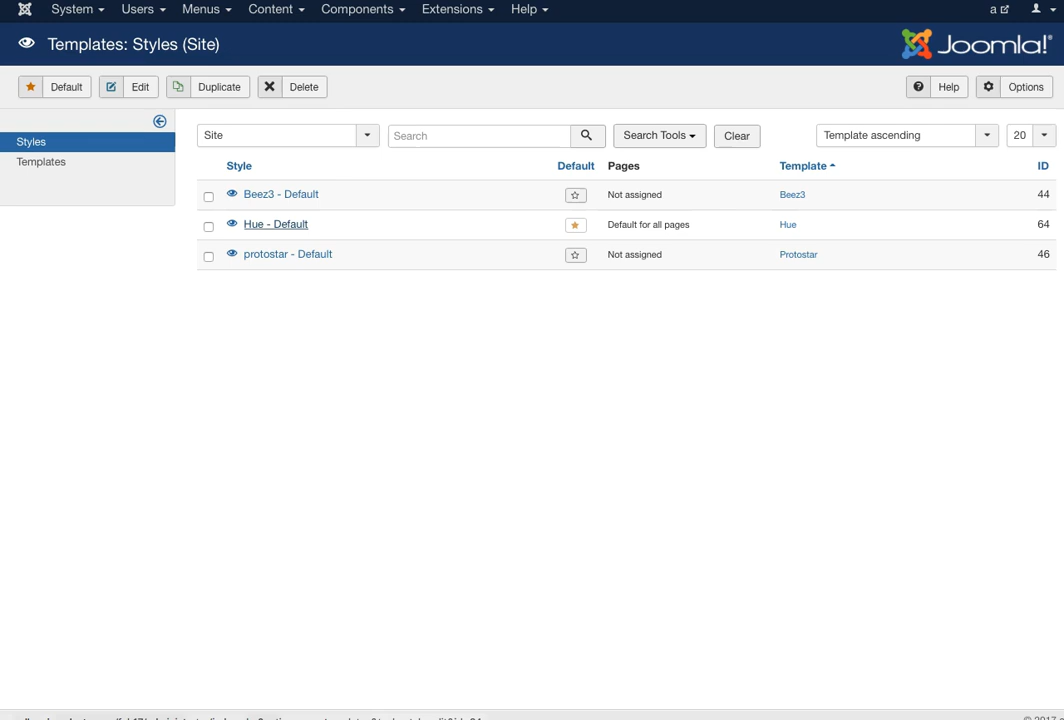 System Users Menus Content Components Extensions Help a
Templates: Styles (Site) Joomla!®
Default Edit Duplicate Delete Help Options
Styles
Templates
Site Search Search Tools Clear Template ascending 20
Style Default Pages Template ID
Beez3 - Default Not assigned Beez3 44
Hue - Default Default for all pages Hue 64
protostar - Default Not assigned Protostar 46